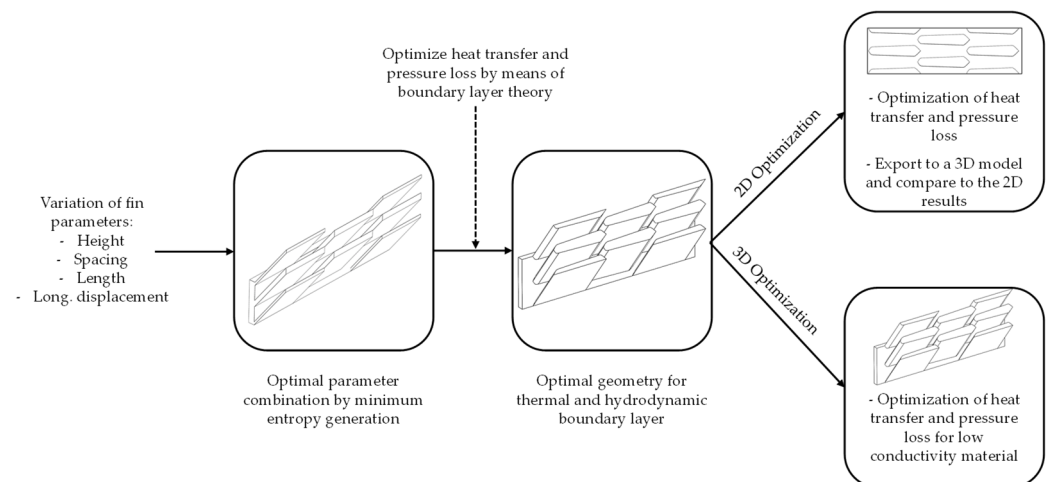 Optimize heat transfer and
pressure loss by means of
boundary layer theory
Variation of fin
parameters:
- Height
- Spacing
- Length
- Long. displacement
Optimal parameter
combination by minimum
entropy generation
Optimal geometry for
thermal and hydrodynamic
boundary layer
2D Optimization
3D Optimization
- Optimization of heat
transfer and pressure
loss
- Export to a 3D model
and compare to the 2D
results
- Optimization of heat
transfer and pressure
loss for low
conductivity material